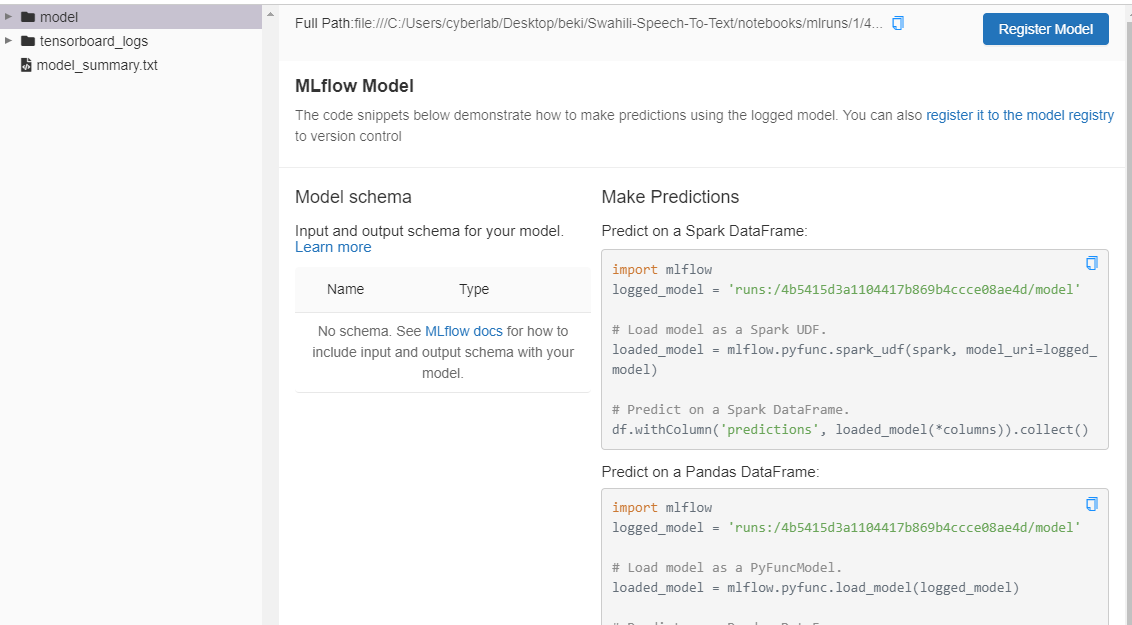 model
tensorboard_logs
model_summary.txt
Full Path:file:///C:/Users/cyberlab/Desktop/beki/Swahili-Speech-To-Text/notebooks/mlruns/1/4...
Register Model
MLflow Model
The code snippets below demonstrate how to make predictions using the logged model. You can also register it to the model registry
to version control
Model schema
Input and output schema for your model.
Learn more
Name Type
No schema. See MLflow docs for how to
include input and output schema with your
model.
Make Predictions
Predict on a Spark DataFrame:
import mlflow
logged_model = 'runs:/4b5415d3a1104417b869b4ccce08ae4d/model'
# Load model as a Spark UDF.
loaded_model = mlflow.pyfunc.spark_udf(spark, model_uri=logged_
model)
# Predict on a Spark DataFrame.
df.withColumn('predictions', loaded_model(*columns)).collect()
Predict on a Pandas DataFrame:
import mlflow
logged_model = 'runs:/4b5415d3a1104417b869b4ccce08ae4d/model'
# Load model as a PyFuncModel.
loaded_model = mlflow.pyfunc.load_model(logged_model)